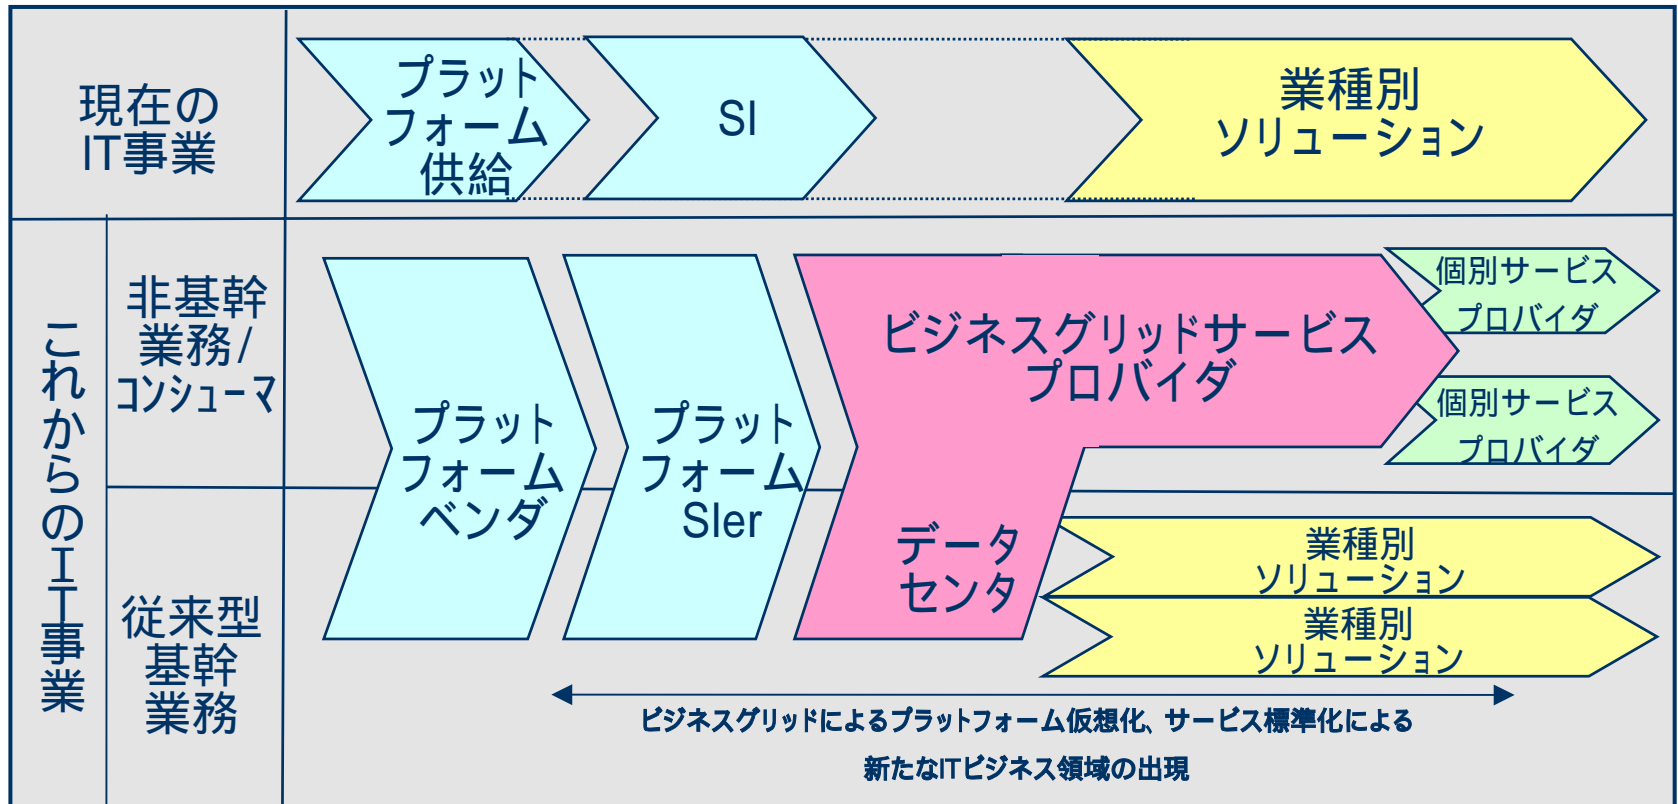 現在の
IT事業
プラット
フォーム
供給
SI
業種別
ソリューション
これからのIT事業
非基幹
業務/
コンシューマ
従来型
基幹
業務
プラット
フォーム
ベンダ
プラット
フォーム
SIer
ビジネスグリッドサービス
プロバイダ
データ
センタ
個別サービス
プロバイダ
個別サービス
プロバイダ
業種別
ソリューション
業種別
ソリューション
ビジネスグリッドによるプラットフォーム仮想化、サービス標準化による
新たなITビジネス領域の出現